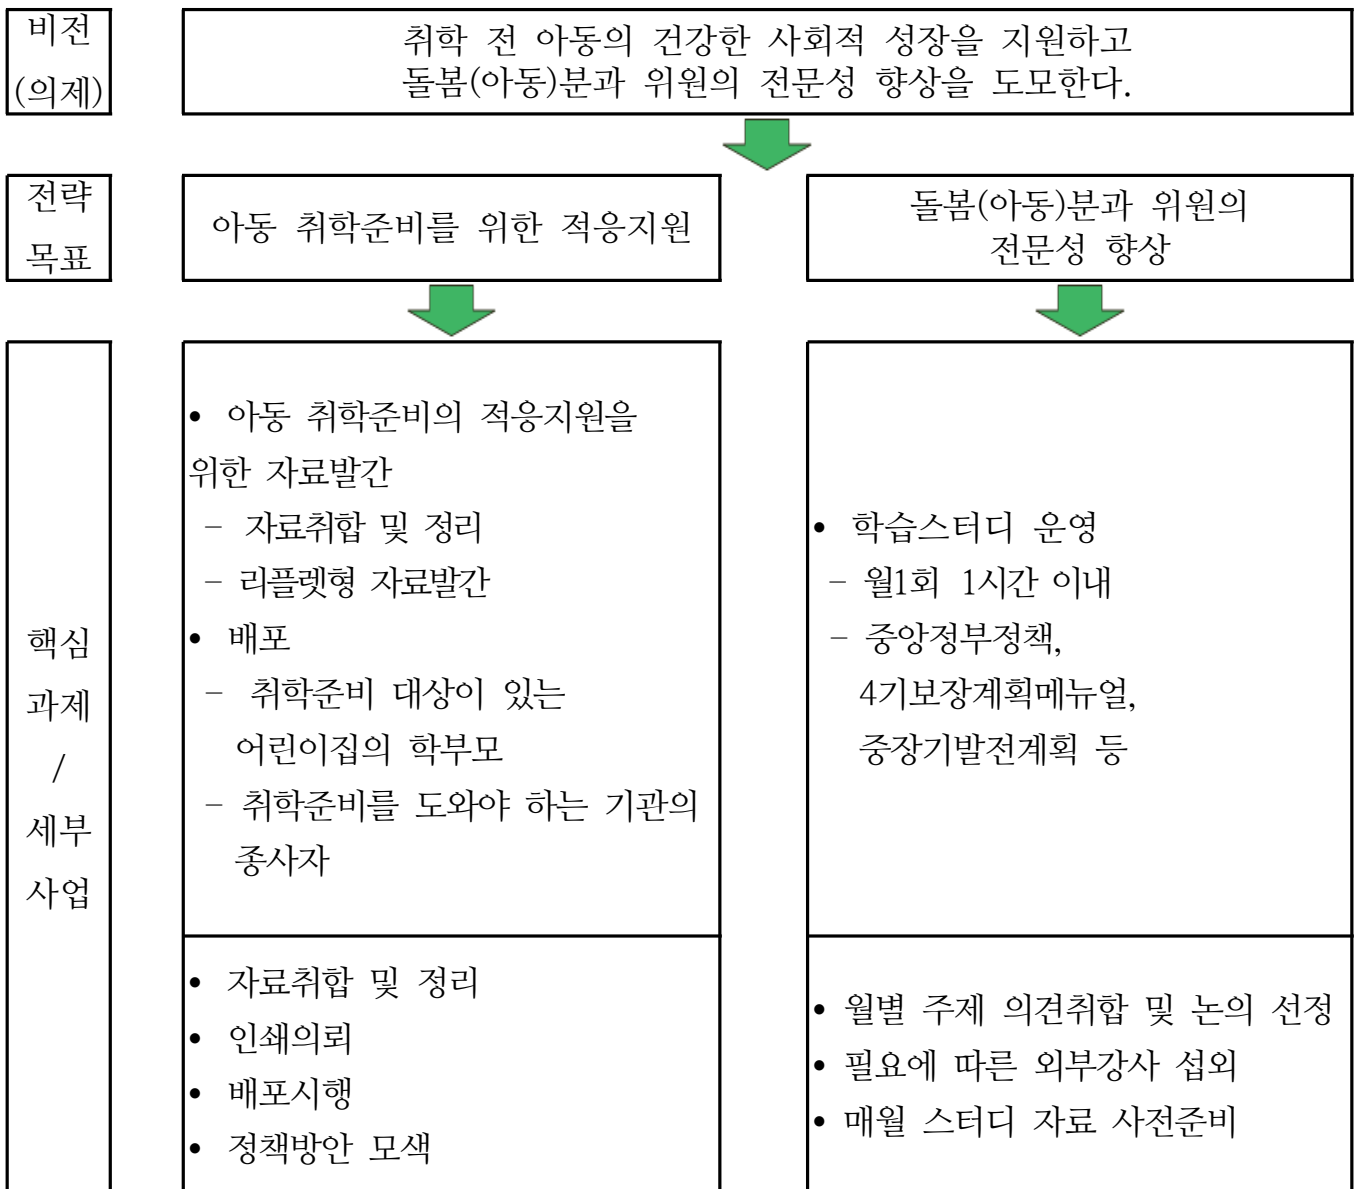 비전
(의제)
취학 전 아동의 건강한 사회적 성장을 지원하고
돌봄(아동)분과 위원의 전문성 향상을 도모한다.
전략
목표
아동 취학준비를 위한 적응지원
돌봄(아동)분과 위원의
전문성 향상
핵심
과제
/
세부
사업
• 아동 취학준비의 적응지원을
위한 자료발간
- 자료취합 및 정리
- 리플렛형 자료발간
• 배포
- 취학준비 대상이 있는
어린이집의 학부모
- 취학준비를 도와야 하는 기관의
종사자
• 학습스터디 운영
- 월1회 1시간 이내
- 중앙정부정책,
4기보장계획메뉴얼,
중장기발전계획 등
• 자료취합 및 정리
• 인쇄의뢰
• 배포시행
• 정책방안 모색
• 월별 주제 의견취합 및 논의 선정
• 필요에 따른 외부강사 섭외
• 매월 스터디 자료 사전준비